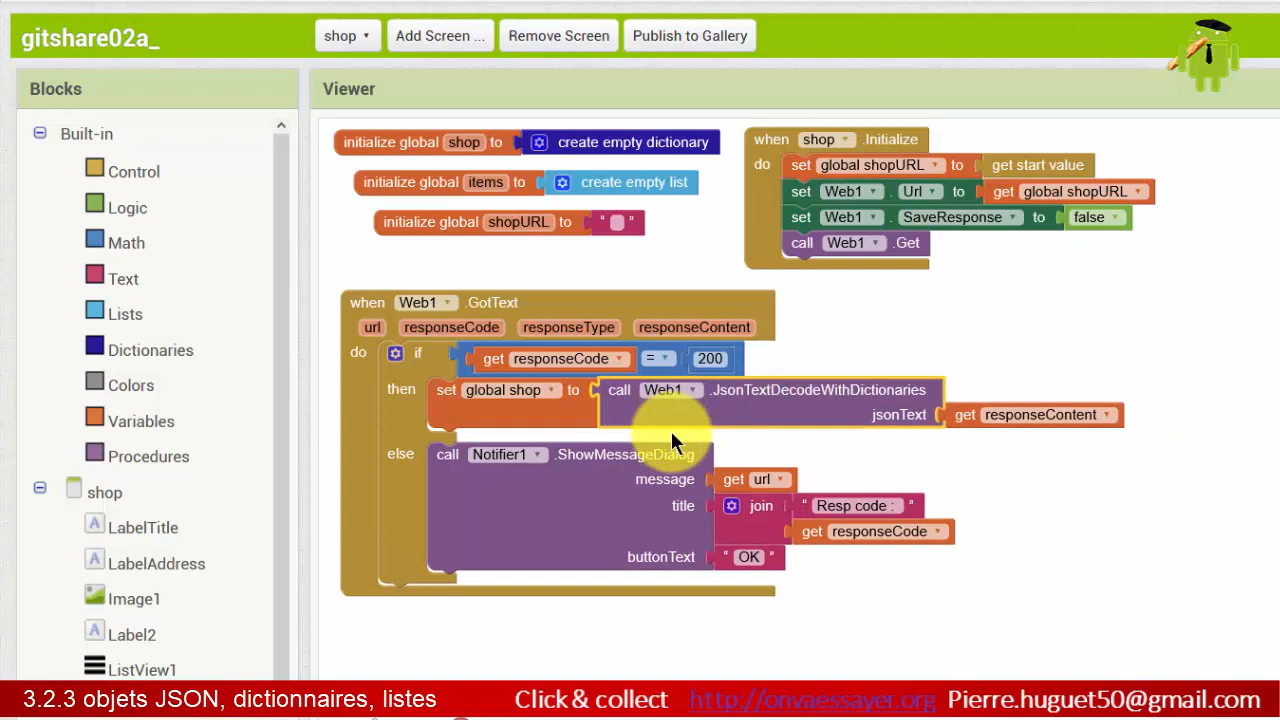 gitshare02a_
shop
Add Screen ...
Remove Screen
Publish to Gallery
Blocks
Viewer
Built-in
Control
Logic
Math
Text
Lists
Dictionaries
Colors
Variables
Procedures
shop
LabelTitle
LabelAddress
Image1
Label2
ListView1
initialize global shop to create empty dictionary
initialize global items to create empty list
initialize global shopURL to “ ”
when shop .Initialize
do set global shopURL to get start value
set Web1 . Url to get global shopURL
set Web1 . SaveResponse to false
call Web1 .Get
when Web1 .GotText
url responseCode responseType responseContent
do if get responseCode = 200
then set global shop to call Web1 .JsonTextDecodeWithDictionaries
jsonText get responseContent
else call Notifier1 .ShowMessageDialog
message get url
title join “ Resp code : ”
get responseCode
buttonText “ OK ”
3.2.3 objets JSON, dictionnaires, listes Click & collect http://onvaessayer.org Pierre.huguet50@gmail.com